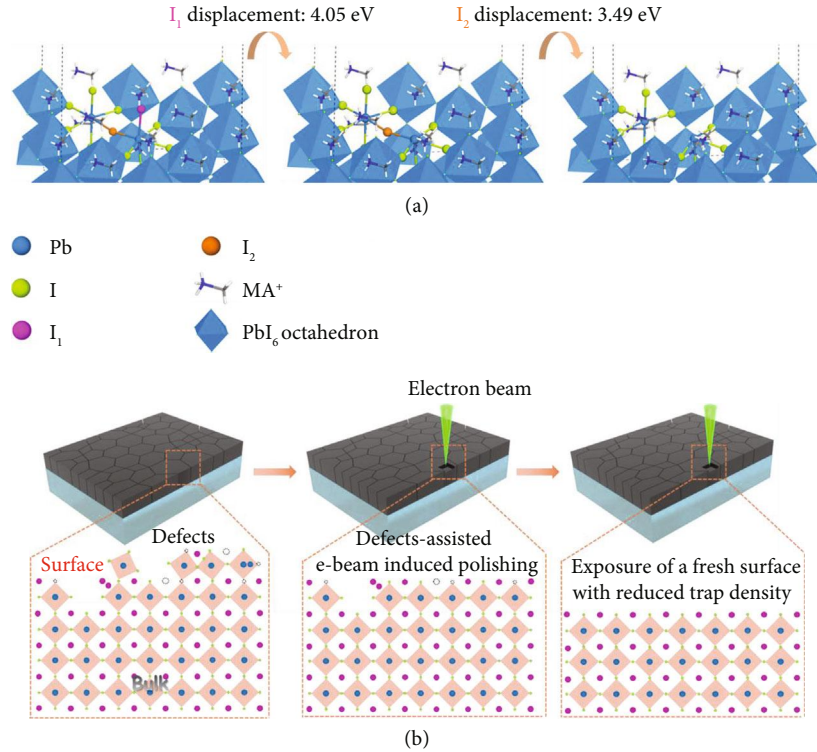 I₁ displacement: 4.05 eV
I₂ displacement: 3.49 eV
(a)
Pb
I₂
I
MA⁺
I₁
PbI₆ octahedron
Electron beam
Defects
Surface
Bulk
Defects-assisted
e-beam induced polishing
Exposure of a fresh surface
with reduced trap density
(b)